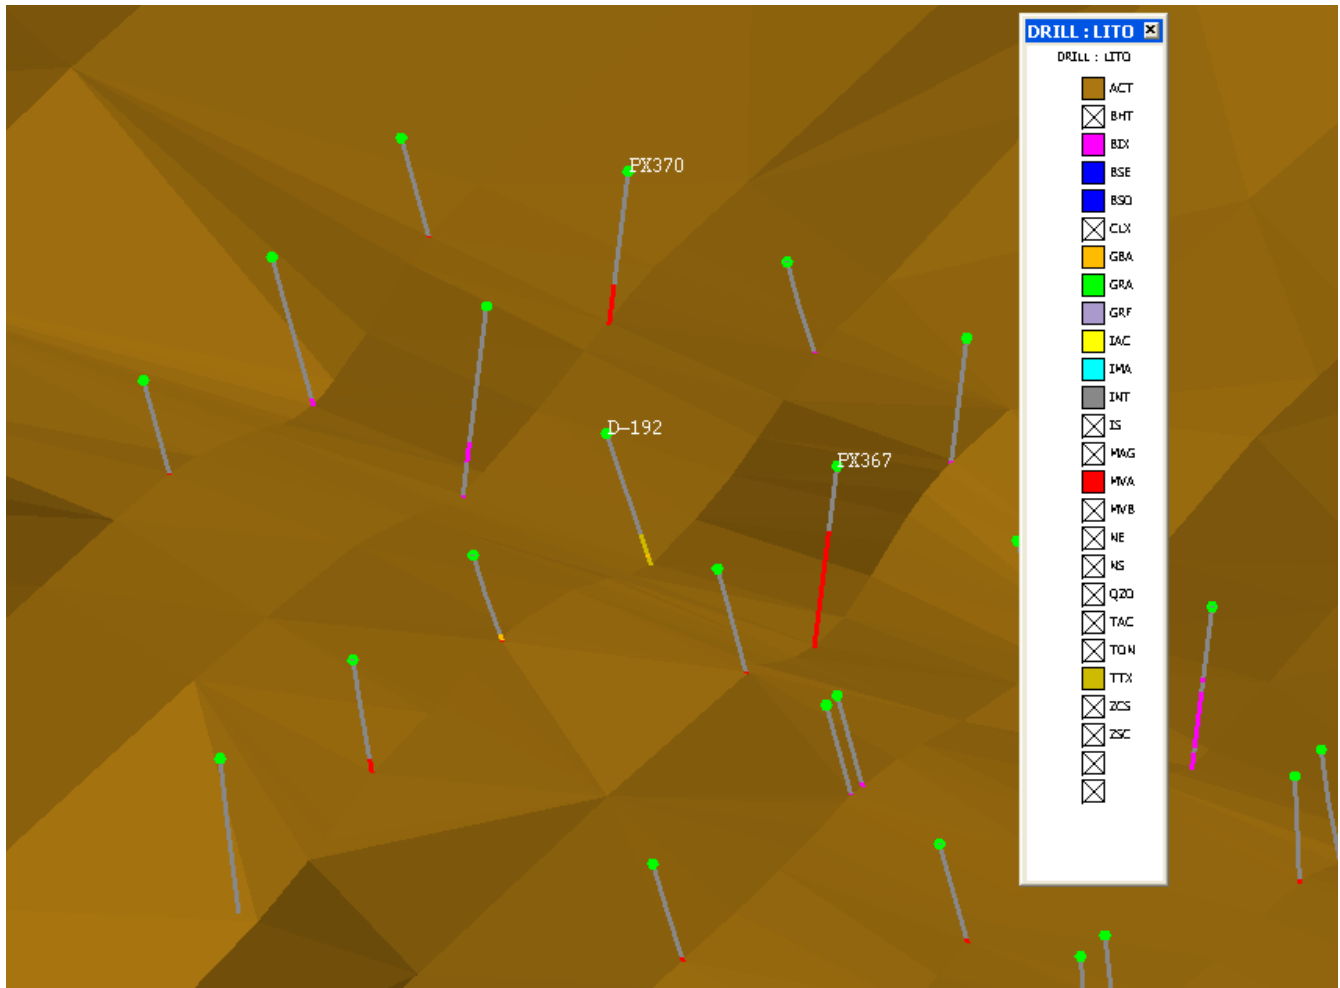 DRILL:LITO
DRILL : LITO
ACT
BHT
BIX
BSE
BSO
CLX
GBA
GRA
GRF
IAC
IMA
INT
IS
MAG
MVA
MVB
NE
NS
QZO
TAC
TON
TTX
ZCS
ZSC
PX370
D-192
PX367